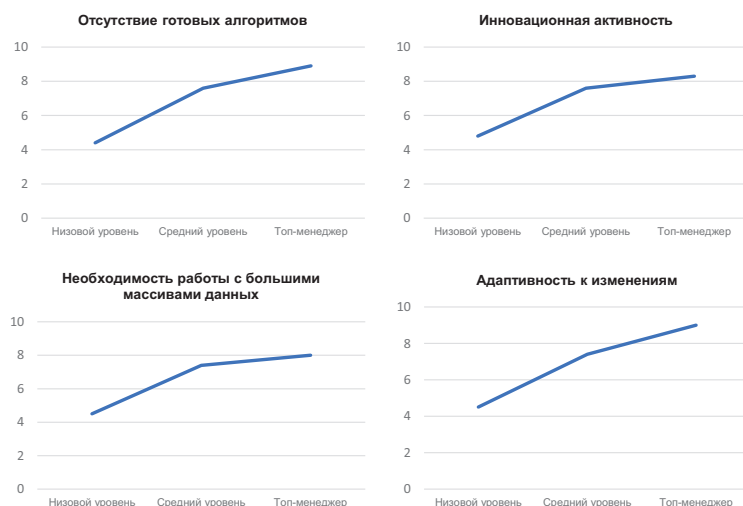 Отсутствие готовых алгоритмов
10
8
6
4
2
0
Низовой уровень Средний уровень Топ-менеджер
Инновационная активность
10
8
6
4
2
0
Низовой уровень Средний уровень Топ-менеджер
Необходимость работы с большими
массивами данных
10
8
6
4
2
0
Низовой уровень Средний уровень Топ-менеджер
Адаптивность к изменениям
10
8
6
4
2
0
Низовой уровень Средний уровень Топ-менеджер